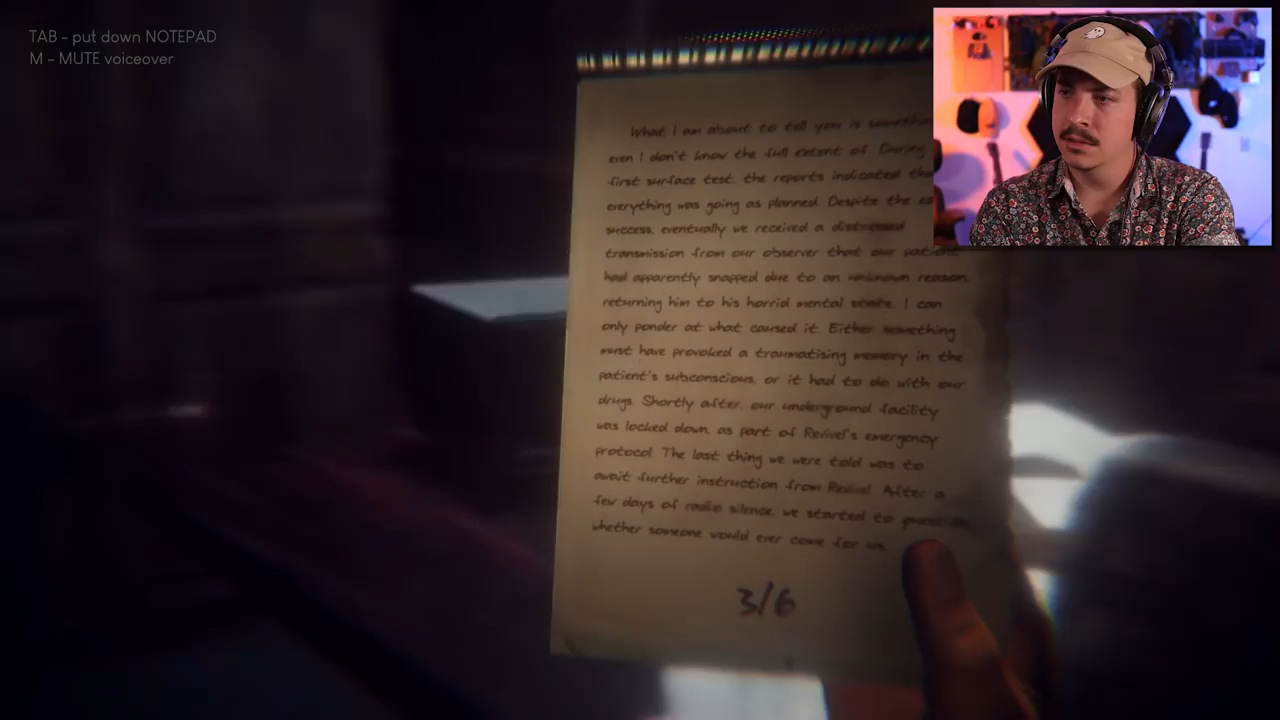 TAB - put down NOTEPAD
M - MUTE voiceover
What I am about to tell you is
even I don't know the full extent of. During
first surface test, the reports indicated
everything was going as planned. Despite the
success, eventually we received a distressed
transmission from our observer that our patient
had apparently snapped due to an unknown reason,
returning him to his horrid mental state. I can
only ponder at what caused it. Either something
must have provoked a traumatising memory in the
patient's subconscious, or it had to do with our
drugs. Shortly after, our underground facility
was locked down, as part of Revivel's emergency
protocol. The last thing we were told was to
await further instruction from Revivel. After a
few days of radio silence, we started to question
whether someone would ever come for us.
3/6